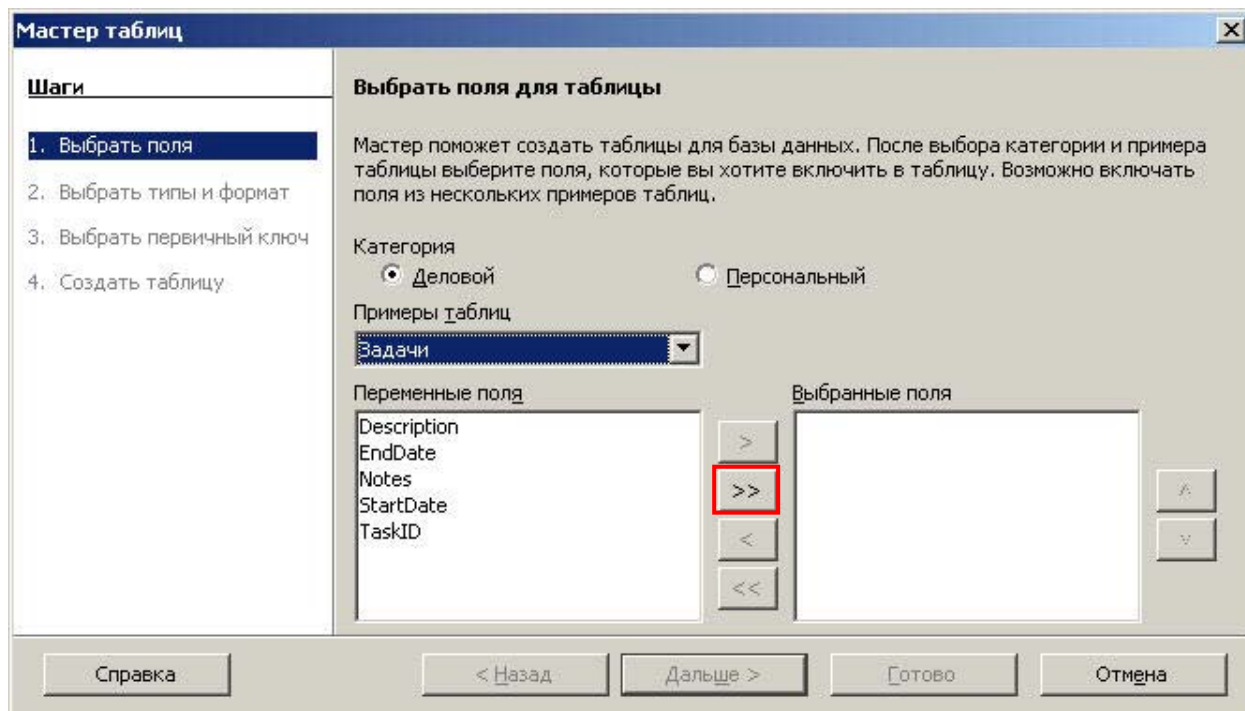 Мастер таблиц
Шаги
1. Выбрать поля
2. Выбрать типы и формат
3. Выбрать первичный ключ
4. Создать таблицу
Выбрать поля для таблицы
Мастер поможет создать таблицы для базы данных. После выбора категории и примера
таблицы выберите поля, которые вы хотите включить в таблицу. Возможно включать
поля из нескольких примеров таблиц.
Категория
Деловой
Персональный
Примеры таблиц
Задачи
Переменные поля
Description
EndDate
Notes
StartDate
TaskID
>
>>
<
<<
Выбранные поля
^
v
Справка
< Назад
Дальше >
Готово
Отмена